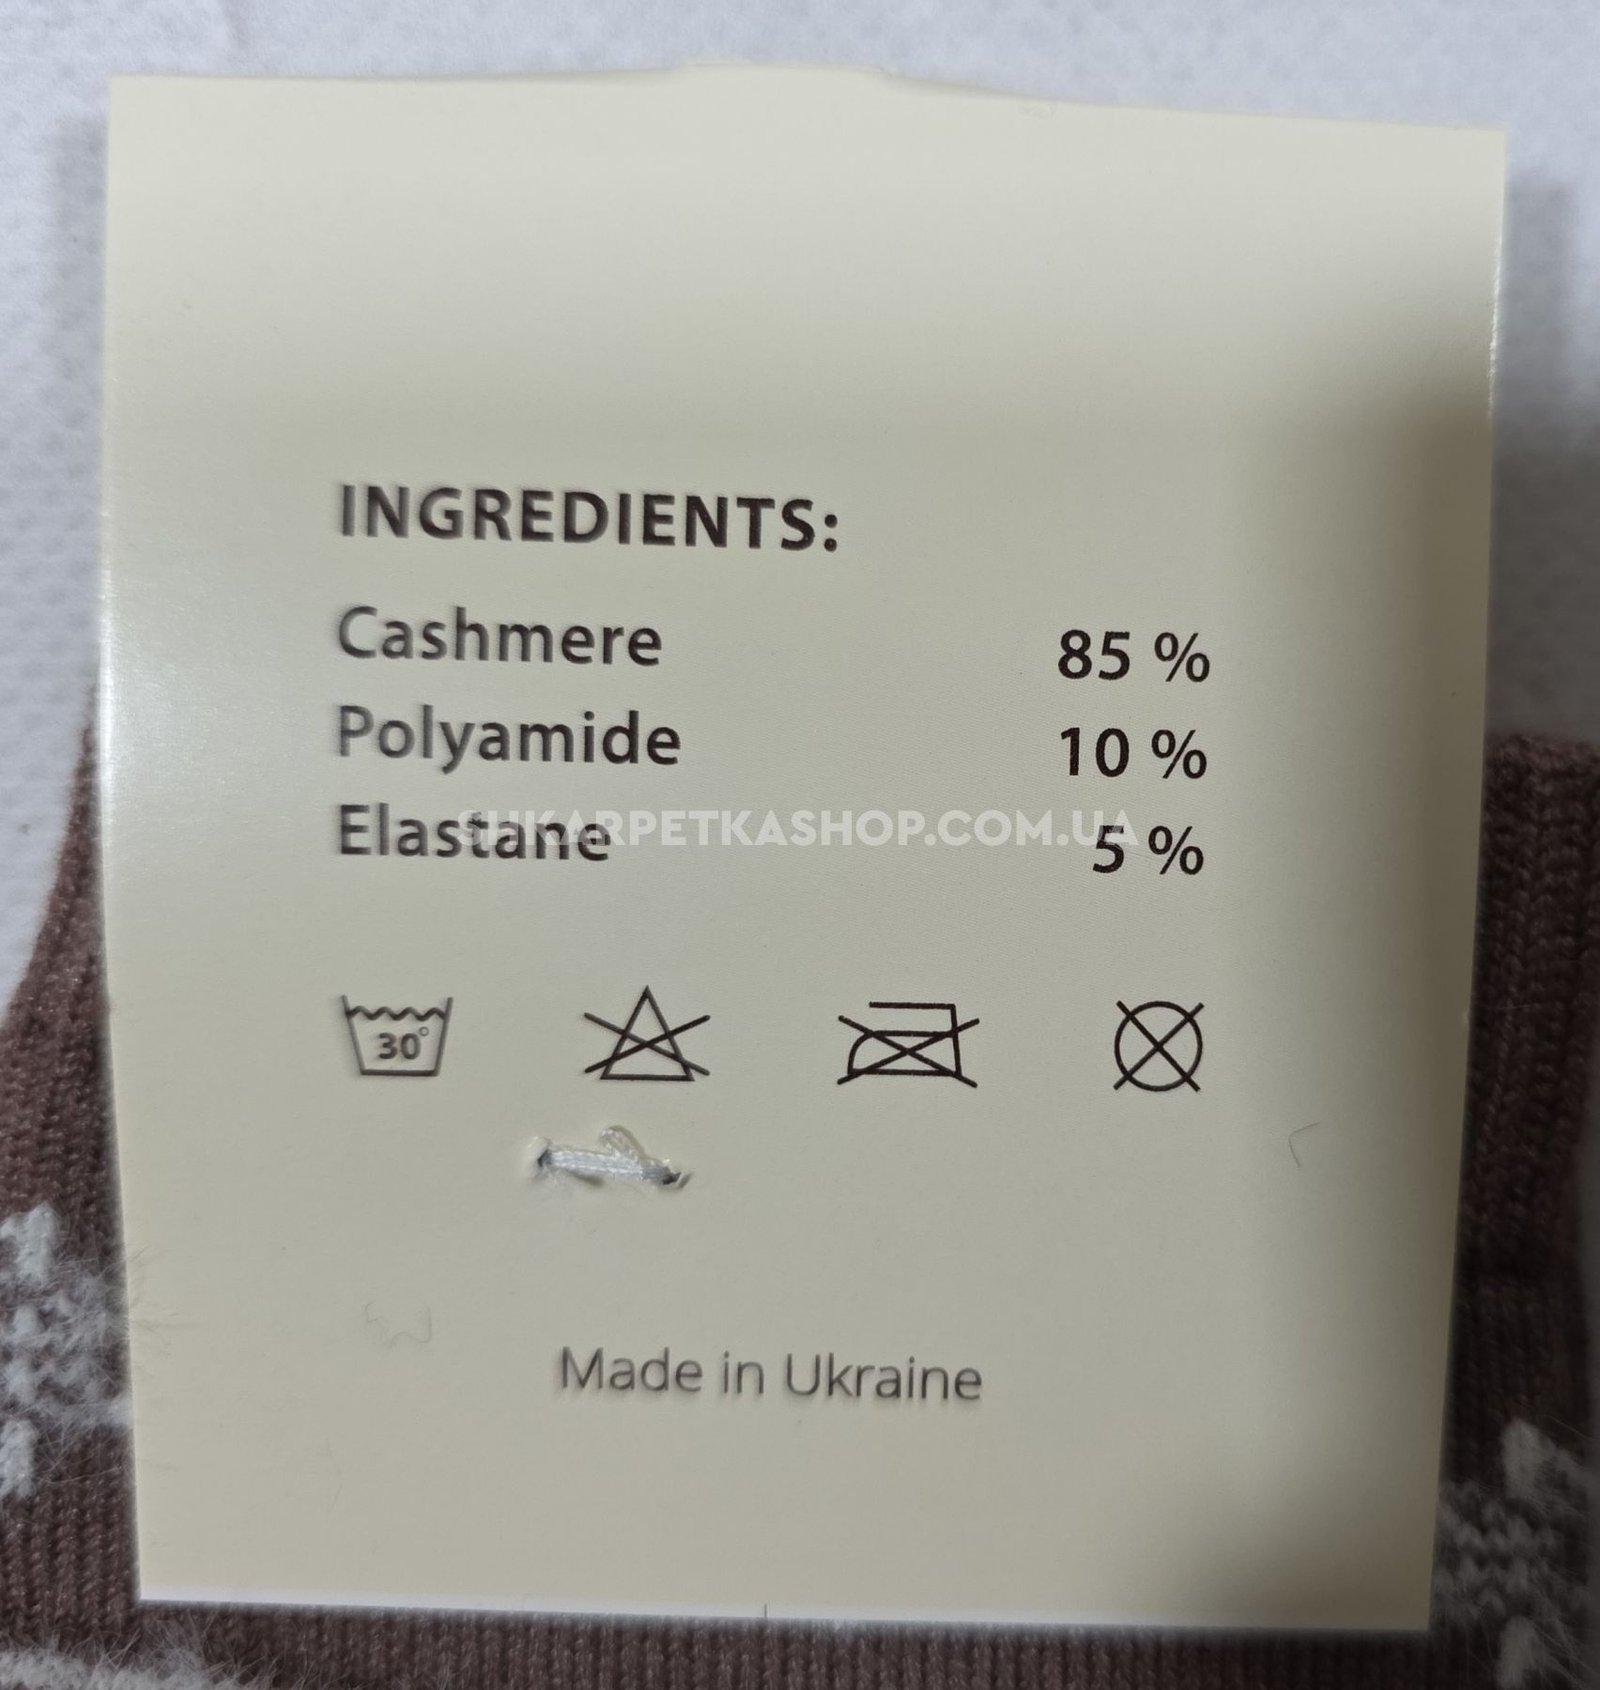 INGREDIENTS:
Cashmere 85 %
Polyamide 10 %
Elastane 5 %
SHKARPETKASHOP.COM.UA
30°
Made in Ukraine